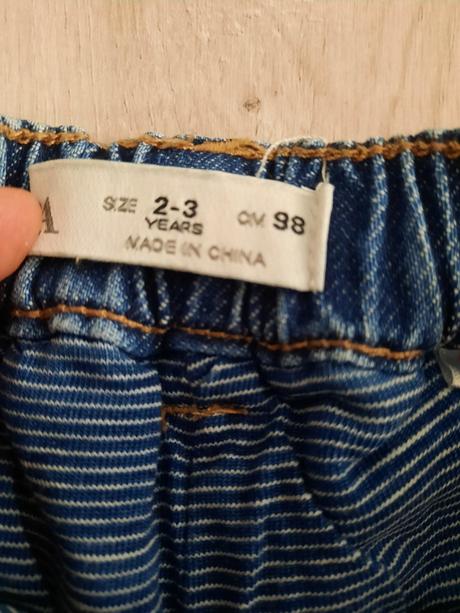 A
SIZE 2-3 YEARS CM 98
MADE IN CHINA